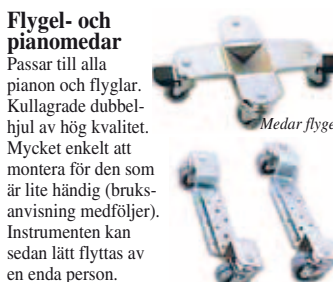 Flygel- och
pianomedar
Passar till alla
pianon och flyglar.
Kullagrade dubbel-
hjul av hög kvalitet.
Mycket enkelt att
montera för den som
är lite händig (bruks-
anvisning medföljer).
Instrumenten kan
sedan lätt flyttas av
en enda person.
Medar flyge